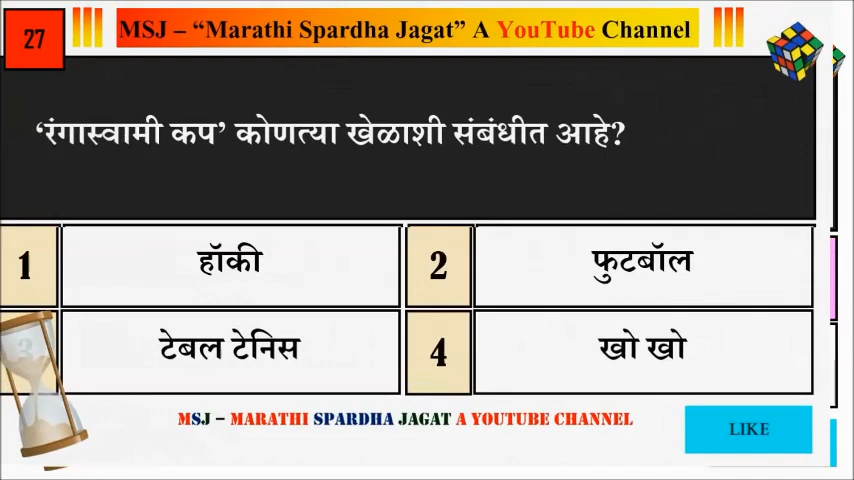 27
MSJ – “Marathi Spardha Jagat” A YouTube Channel
‘रंगास्वामी कप’ कोणत्या खेळाशी संबंधीत आहे?
1 हॉकी 2 फुटबॉल
3 टेबल टेनिस 4 खो खो
MSJ – MARATHI SPARDHA JAGAT A YOUTUBE CHANNEL
LIKE